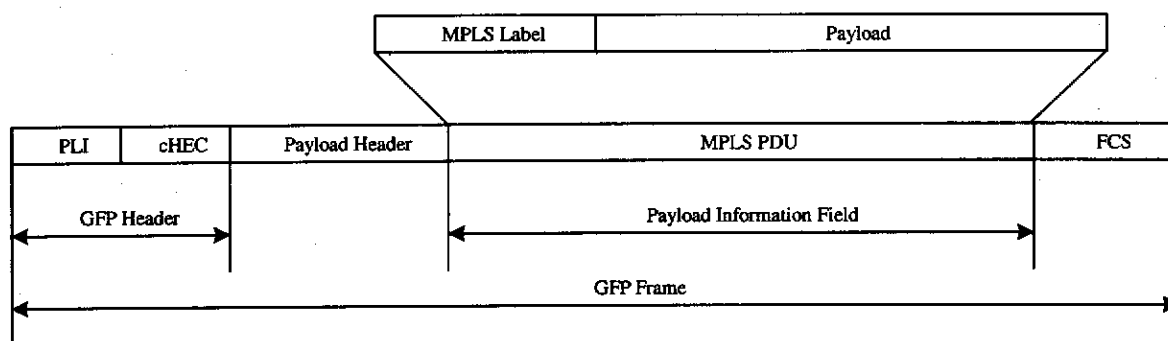 MPLS Label Payload
PLI cHEC Payload Header MPLS PDU FCS
GFP Header Payload Information Field
GFP Frame